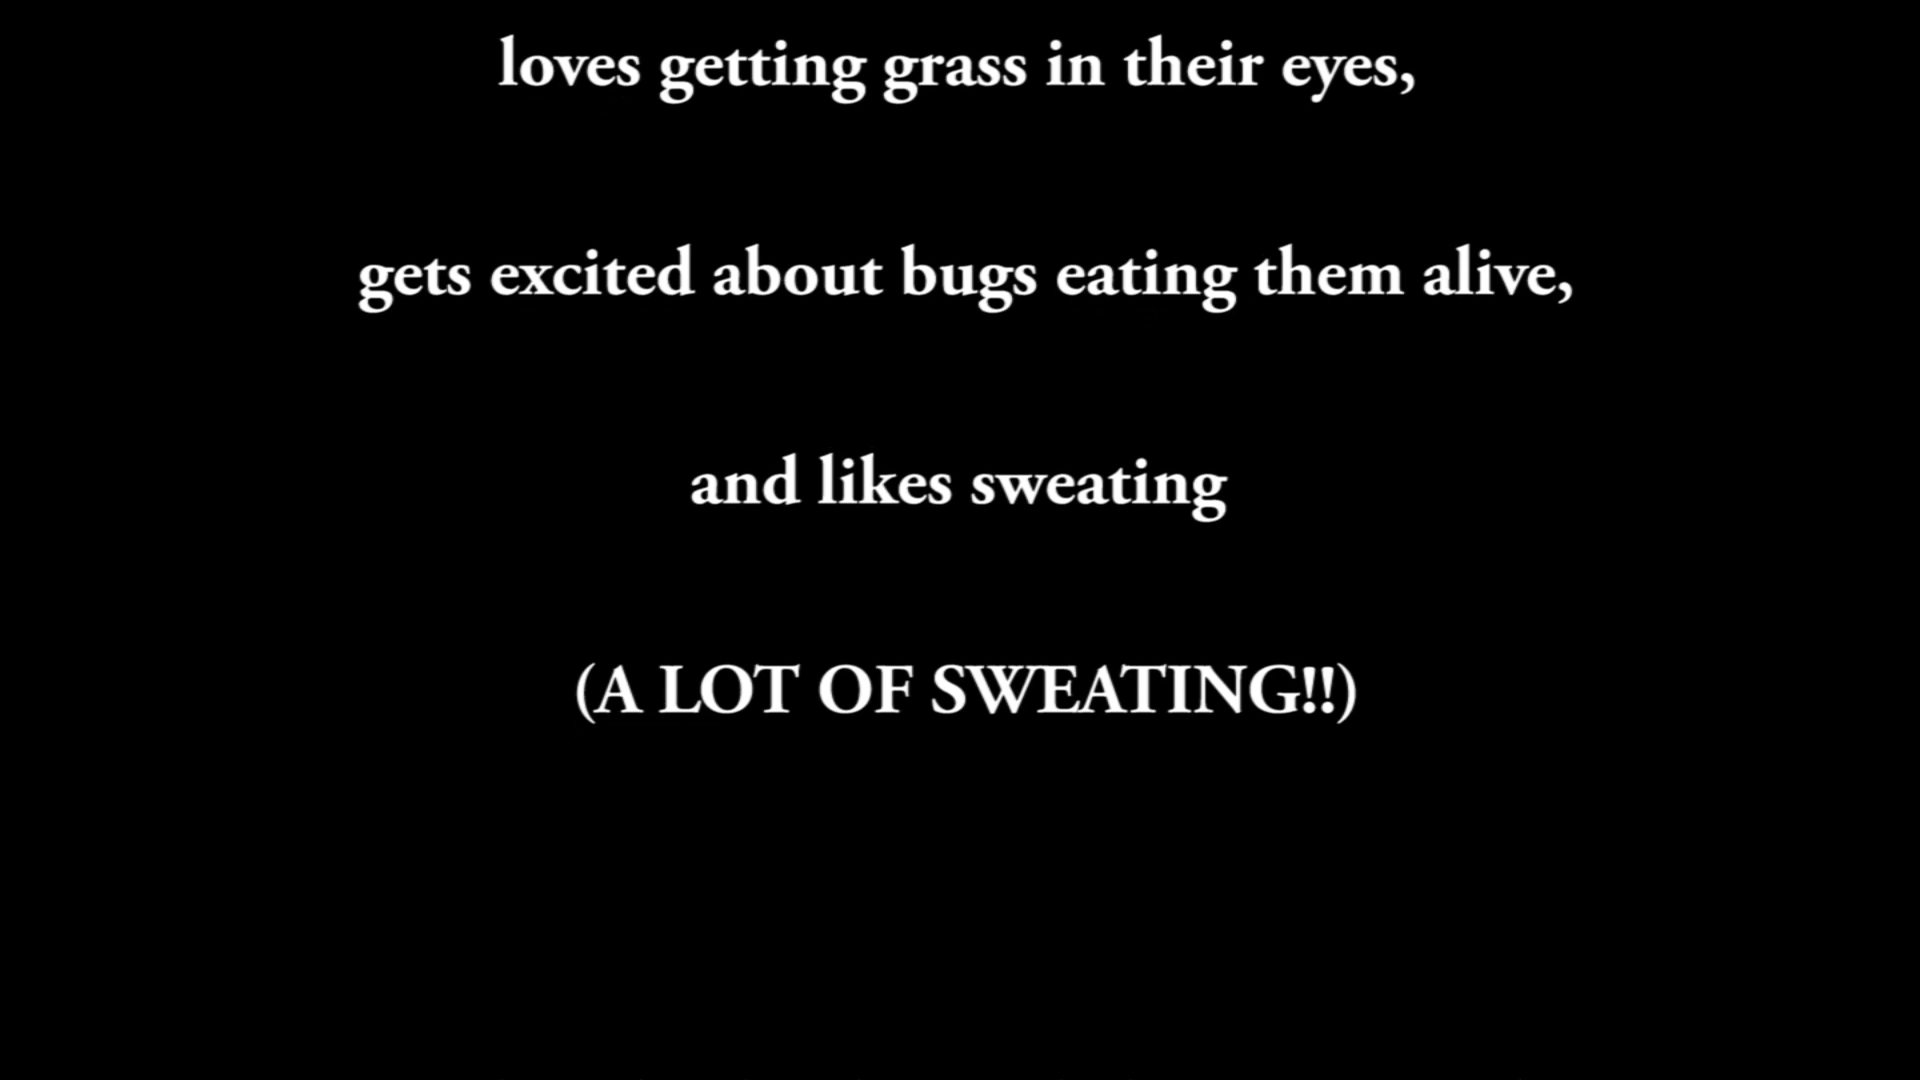 loves getting grass in their eyes,
gets excited about bugs eating them alive,
and likes sweating
(A LOT OF SWEATING!!)